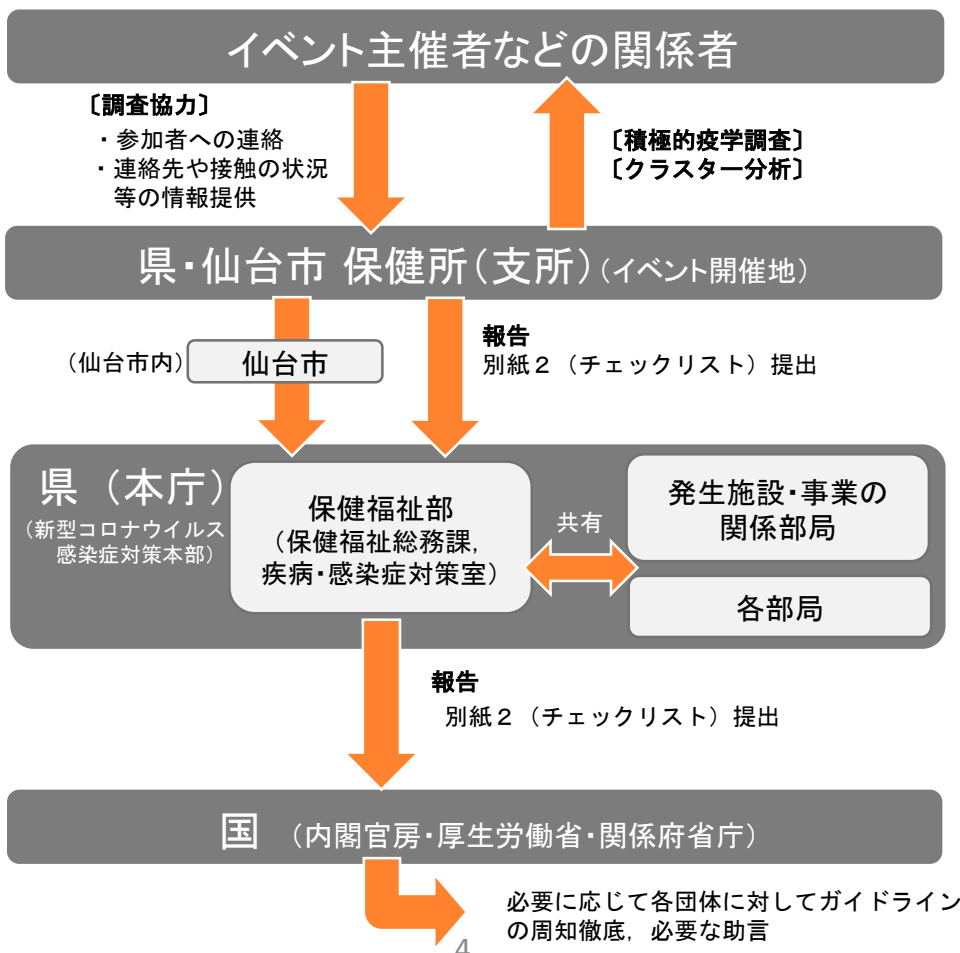 イベント主催者などの関係者
〔調査協力〕
・参加者への連絡
・連絡先や接触の状況
等の情報提供
〔積極的疫学調査〕
〔クラスター分析〕
県・仙台市 保健所（支所）（イベント開催地）
（仙台市内）
仙台市
報告
別紙２（チェックリスト）提出
県（本庁）
（新型コロナウイルス
感染症対策本部）
保健福祉部
（保健福祉総務課，
疾病・感染症対策室）
共有
発生施設・事業の
関係部局
各部局
報告
別紙２（チェックリスト）提出
国（内閣官房・厚生労働省・関係府省庁）
必要に応じて各団体に対してガイドライン
の周知徹底，必要な助言
4